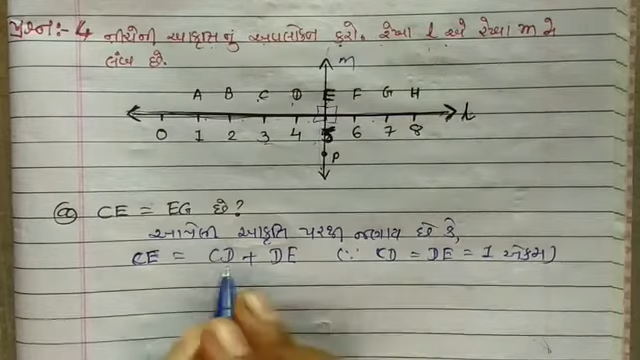 પ્રશ્ન:- 4 નીચેની આકૃતિનું અવલોકન કરો. રેખા l એ રેખા m ને
લંબ છે.
m
A B C D E F G H
l
0 1 2 3 4 5 6 7 8
P
(a) CE = EG છે?
આપેલી આકૃતિ પરથી જણાય છે કે,
CE = CD + DE (∵ CD = DE = 1 એકમ)